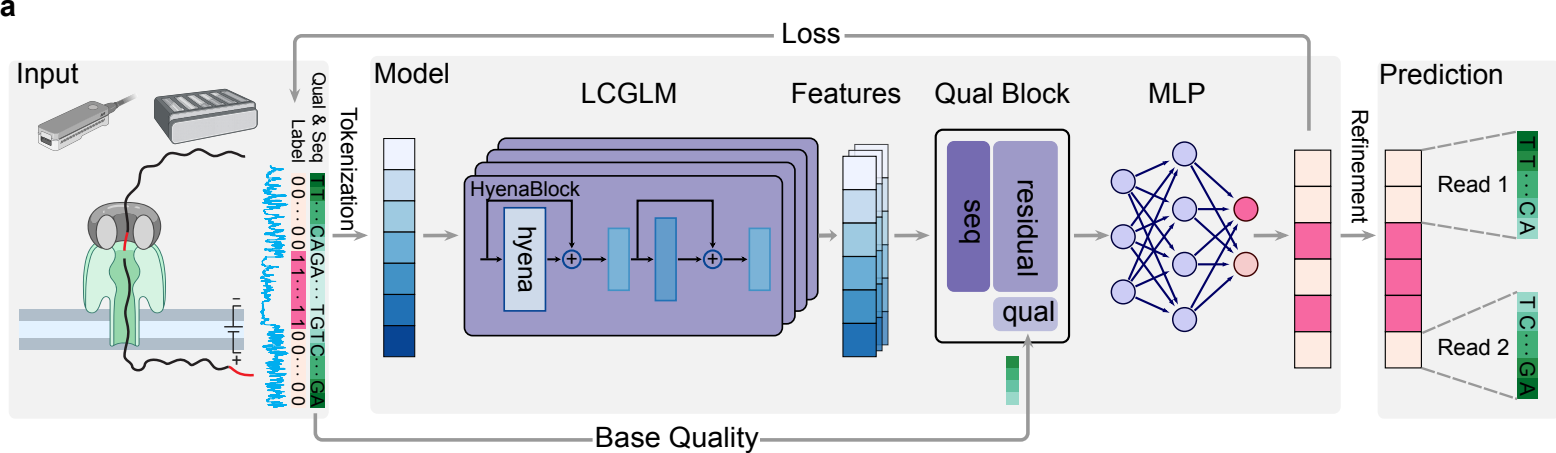 a
Loss
Input
Model
Prediction
Qual & Seq
Label
Tokenization
LCGLM
Features
Qual Block
MLP
Refinement
HyenaBlock
hyena
+
+
seq
residual
qual
TT···CAGA···TGTC···GA
00···0011···1100···00
−
+
Read 1
TT···CA
Read 2
TC···GA
Base Quality